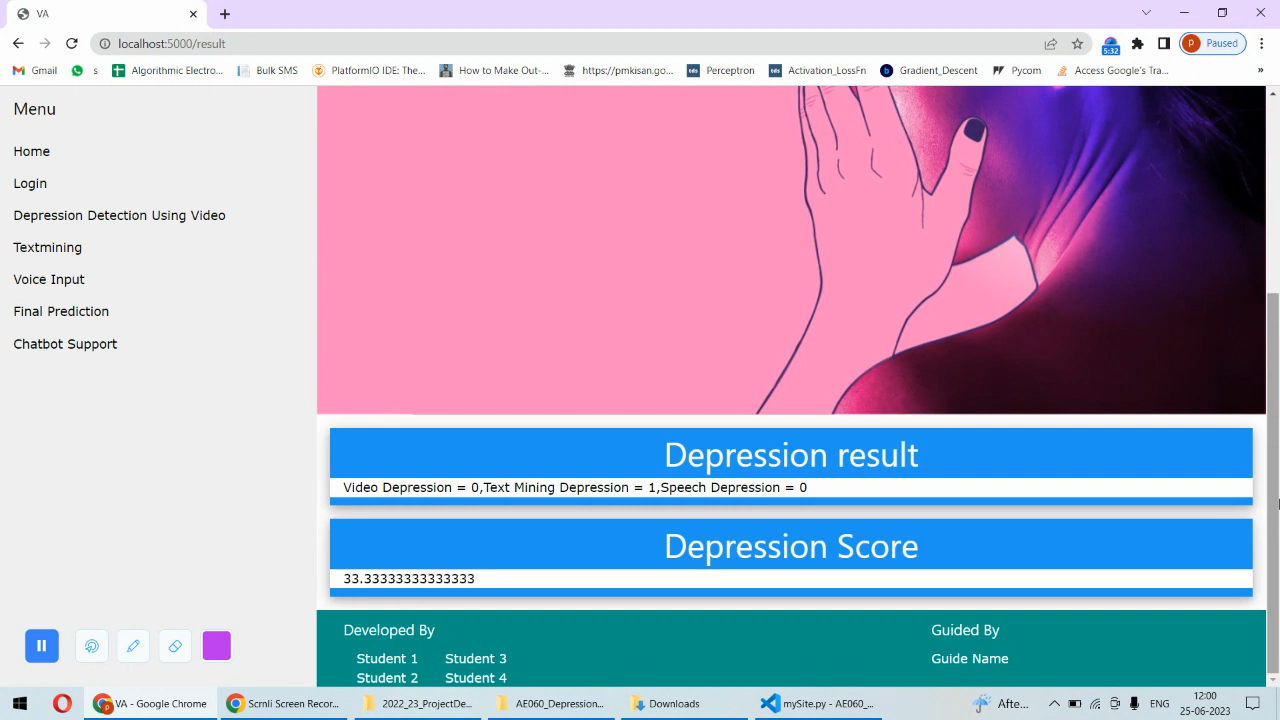 VA
localhost:5000/result
5:32
P
Paused
Gmail
s
Algorithmic Electro...
Bulk SMS
PlatformIO IDE: The...
How to Make Out-...
https://pmkisan.go...
tds
Perceptron
tds
Activation_LossFn
b
Gradient_Descent
Pycom
Access Google's Tra...
»
Menu
Home
Login
Depression Detection Using Video
Textmining
Voice Input
Final Prediction
Chatbot Support
Depression result
Video Depression = 0,Text Mining Depression = 1,Speech Depression = 0
Depression Score
33.33333333333333
Developed By
Guided By
Student 1 Student 3
Guide Name
Student 2 Student 4
VA - Google Chrome
Scrnli Screen Recor...
2022_23_ProjectDe...
AE060_Depression...
Downloads
mySite.py - AE060_...
Afte...
ENG
12:00
25-06-2023